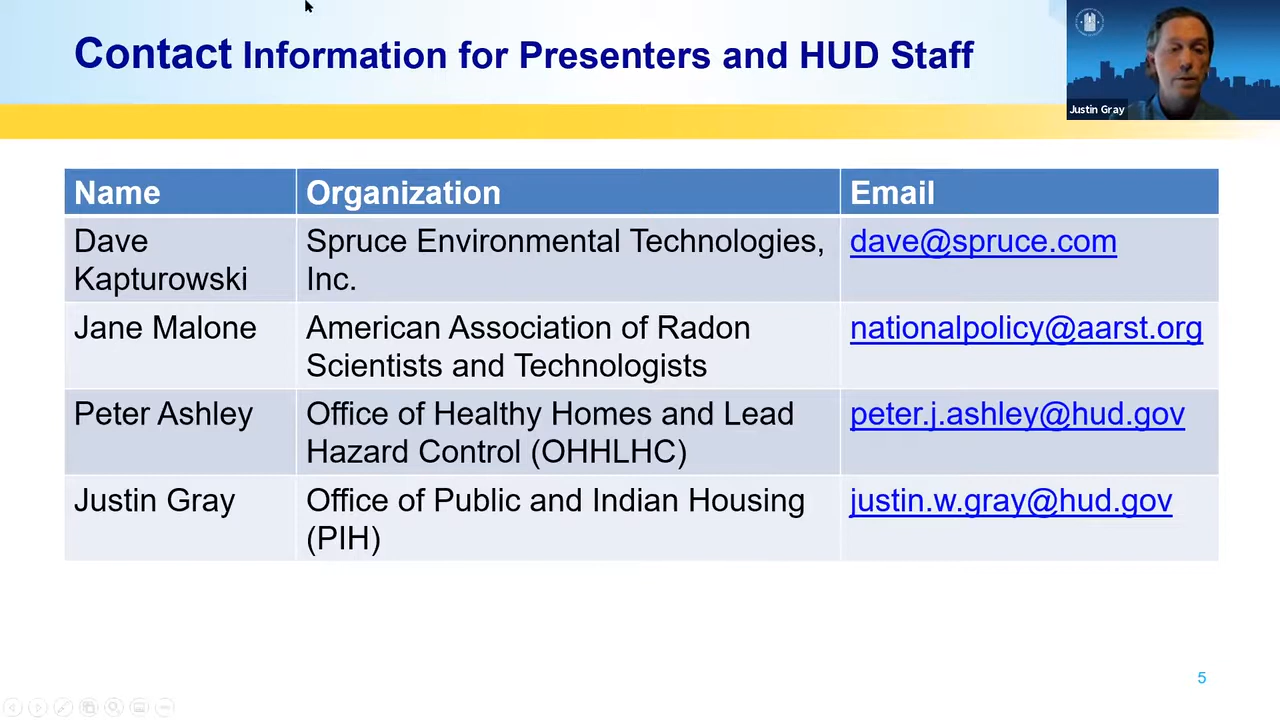 Contact Information for Presenters and HUD Staff
Justin Gray
Name Organization Email
Dave Kapturowski
Spruce Environmental Technologies, Inc.
dave@spruce.com
Jane Malone
American Association of Radon Scientists and Technologists
nationalpolicy@aarst.org
Peter Ashley
Office of Healthy Homes and Lead Hazard Control (OHHLHC)
peter.j.ashley@hud.gov
Justin Gray
Office of Public and Indian Housing (PIH)
justin.w.gray@hud.gov
5